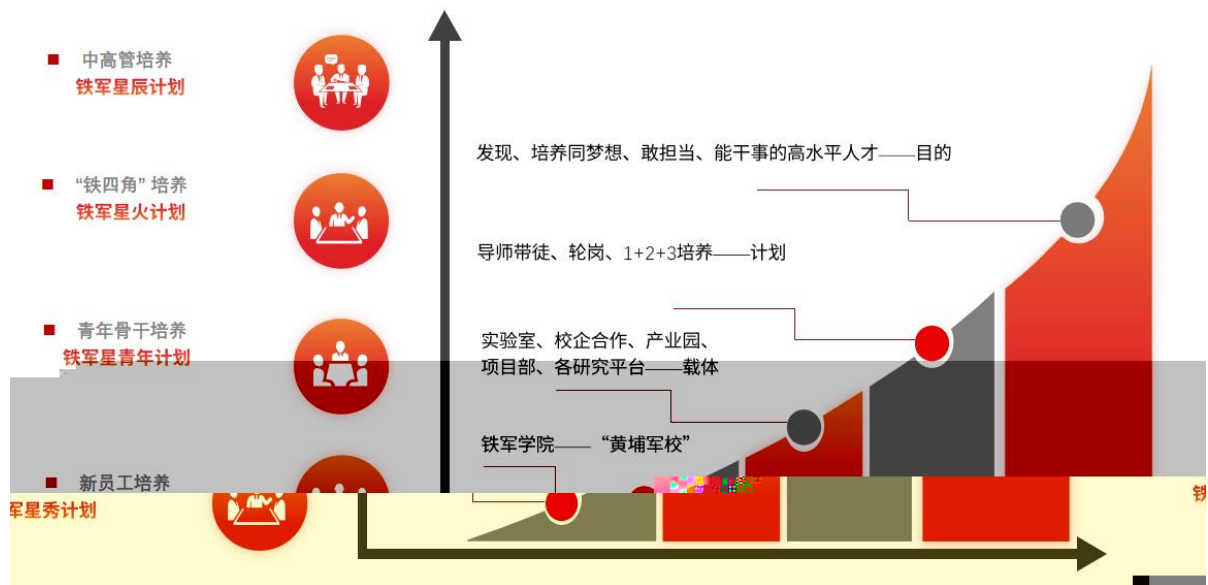 中高管培养
铁军星辰计划
“铁四角” 培养
铁军星火计划
青年骨干培养
铁军星青年计划
新员工培养
军星秀计划
发现、培养同梦想、敢担当、能干事的高水平人才——目的
导师带徒、轮岗、1+2+3培养——计划
实验室、校企合作、产业园、
项目部、各研究平台——载体
铁军学院——“黄埔军校”